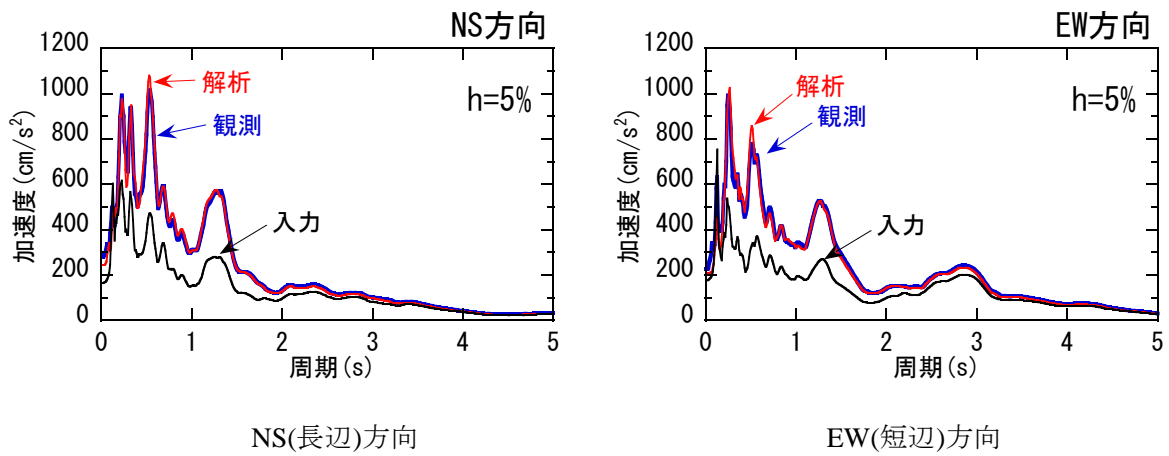 NS方向
1200
1000
800
600
400
200
0
加速度(cm/s²)
解析
観測
入力
h=5%
0 1 2 3 4 5
周期(s)
NS(長辺)方向
EW方向
1200
1000
800
600
400
200
0
加速度(cm/s²)
解析
観測
入力
h=5%
0 1 2 3 4 5
周期(s)
EW(短辺)方向